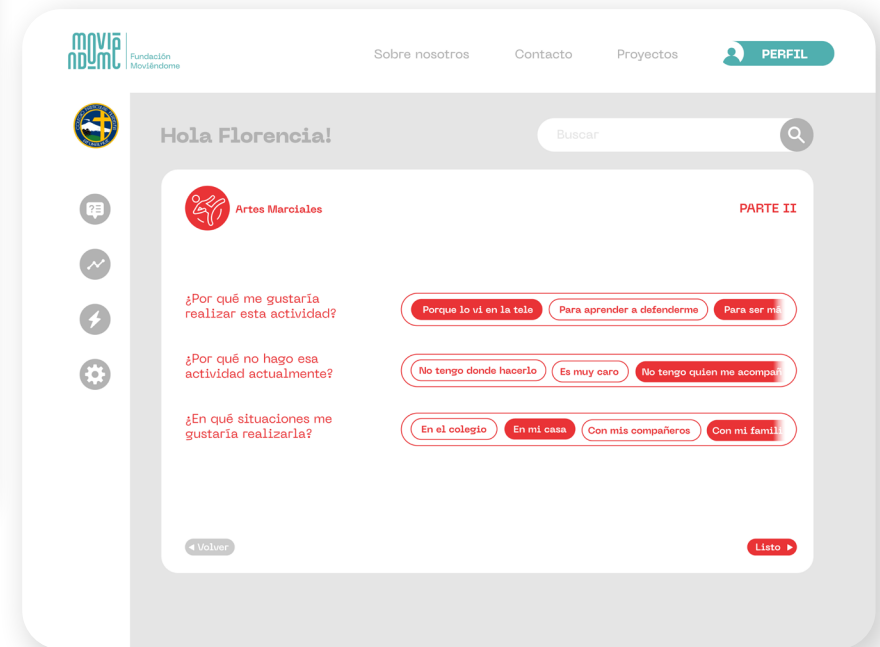 MOVIÉ
NDOME
Fundación
Moviéndome
Sobre nosotros
Contacto
Proyectos
PERFIL
Hola Florencia!
Buscar
Artes Marciales
PARTE II
¿Por qué me gustaría
realizar esta actividad?
Porque lo vi en la tele
Para aprender a defenderme
Para ser má
¿Por qué no hago esa
actividad actualmente?
No tengo donde hacerlo
Es muy caro
No tengo quien me acompañ
¿En qué situaciones me
gustaría realizarla?
En el colegio
En mi casa
Con mis compañeros
Con mi famili
Volver
Listo